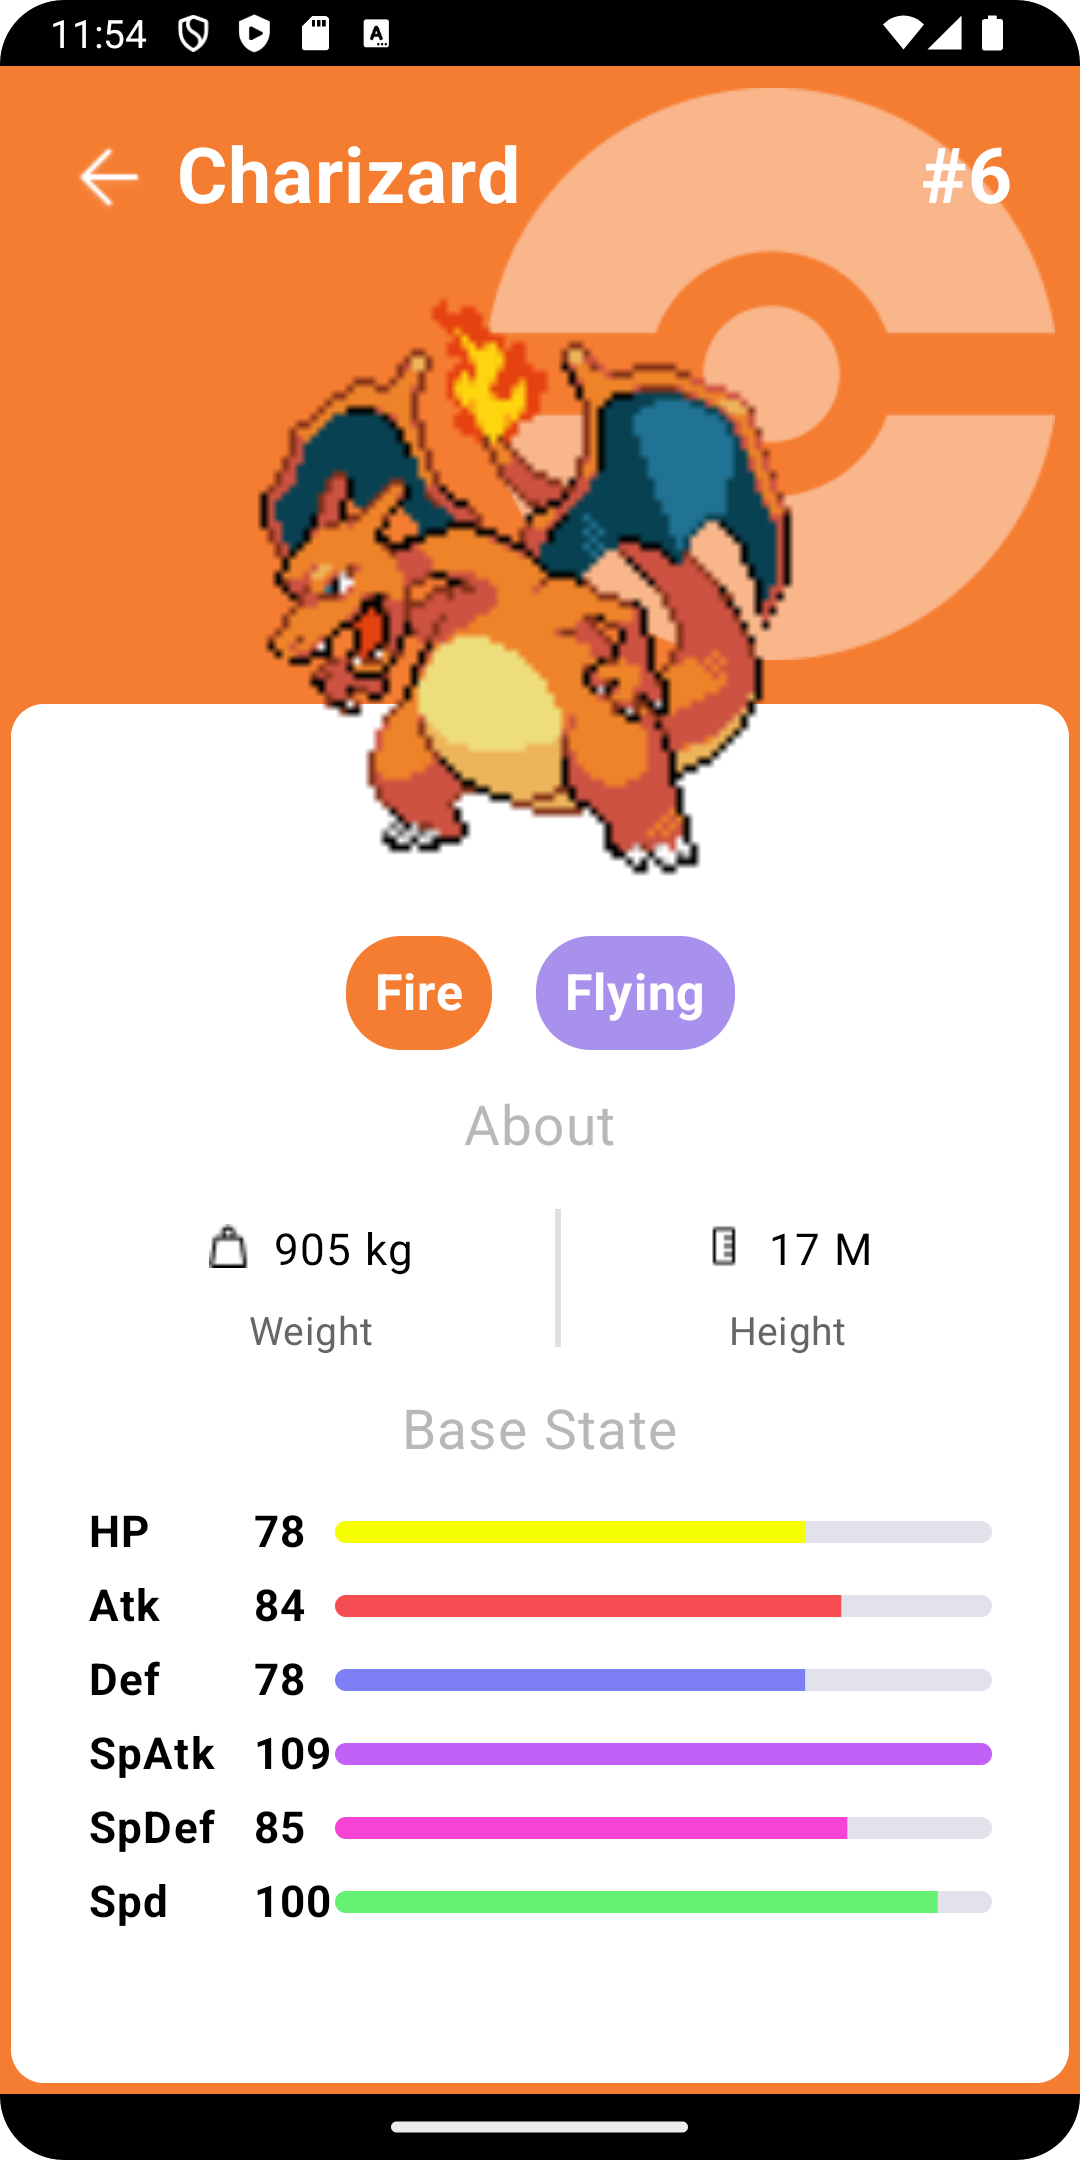 11:54
Charizard #6
Fire Flying
About
905 kg 17 M
Weight Height
Base State
HP 78
Atk 84
Def 78
SpAtk 109
SpDef 85
Spd 100